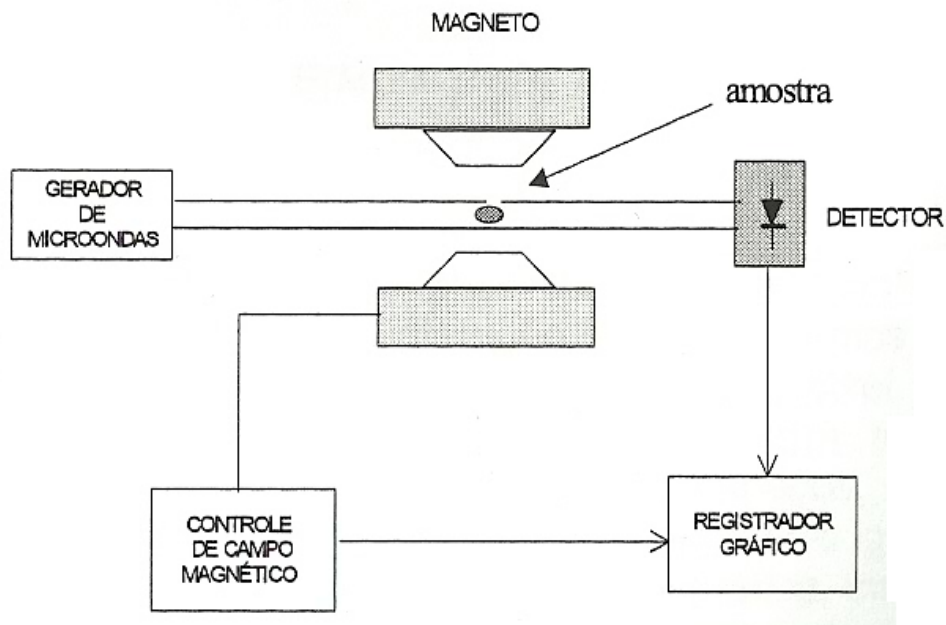 MAGNETO
amostra
GERADOR
DE
MICROONDAS
DETECTOR
CONTROLE
DE CAMPO
MAGNÉTICO
REGISTRADOR
GRÁFICO